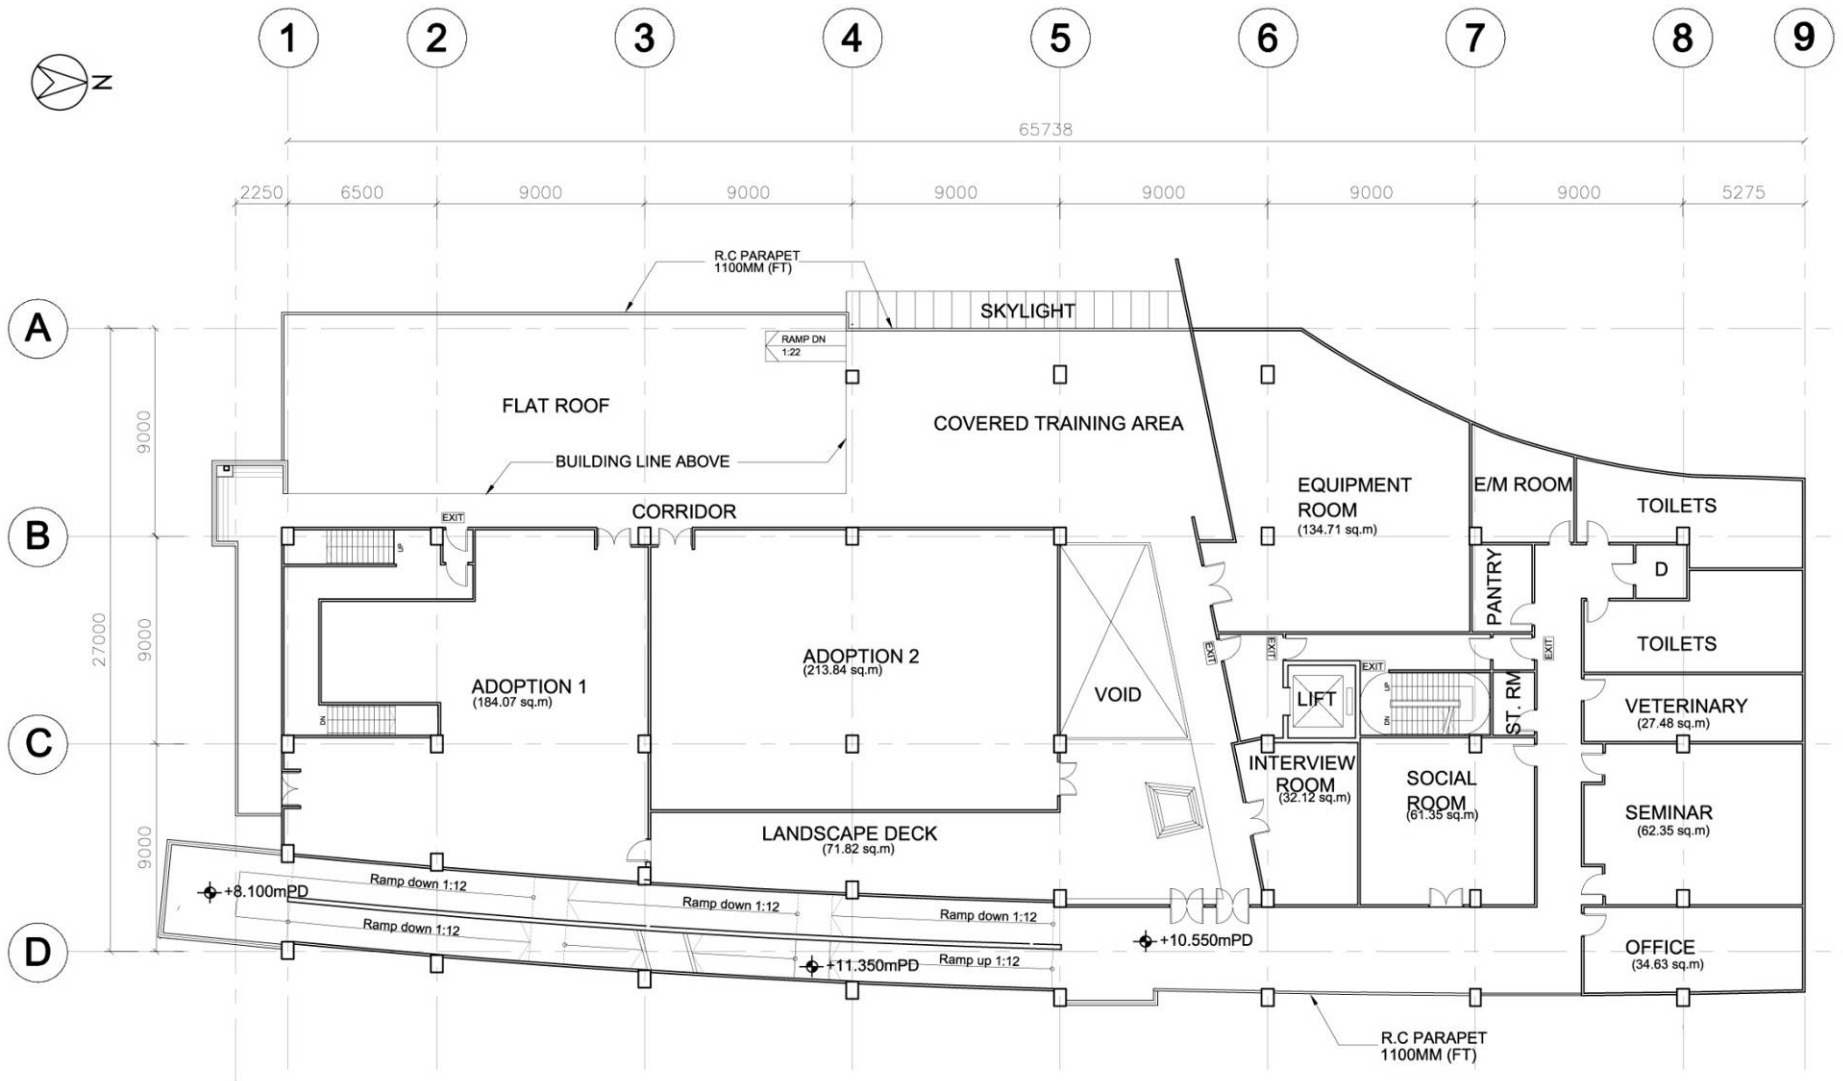 1 2 3 4 5 6 7 8 9
N
65738
2250 6500 9000 9000 9000 9000 9000 9000 5275
R.C PARAPET
1100MM (FT)
A
SKYLIGHT
RAMP DN
1:22
FLAT ROOF
COVERED TRAINING AREA
9000
BUILDING LINE ABOVE
EQUIPMENT
ROOM
(134.71 sq.m)
E/M ROOM
TOILETS
CORRIDOR
EXIT
B
UP
D
PANTRY
27000
9000
ADOPTION 1
(184.07 sq.m)
ADOPTION 2
(213.84 sq.m)
VOID
EXIT
EXIT
EXIT
EXIT
TOILETS
LIFT
UP
DN
ST. RM
VETERINARY
(27.48 sq.m)
DN
C
INTERVIEW
ROOM
(32.12 sq.m)
SOCIAL
ROOM
(61.35 sq.m)
SEMINAR
(62.35 sq.m)
9000
LANDSCAPE DECK
(71.82 sq.m)
+8.100mPD
Ramp down 1:12
Ramp down 1:12
Ramp down 1:12
Ramp down 1:12
D
+11.350mPD
Ramp up 1:12
+10.550mPD
OFFICE
(34.63 sq.m)
R.C PARAPET
1100MM (FT)